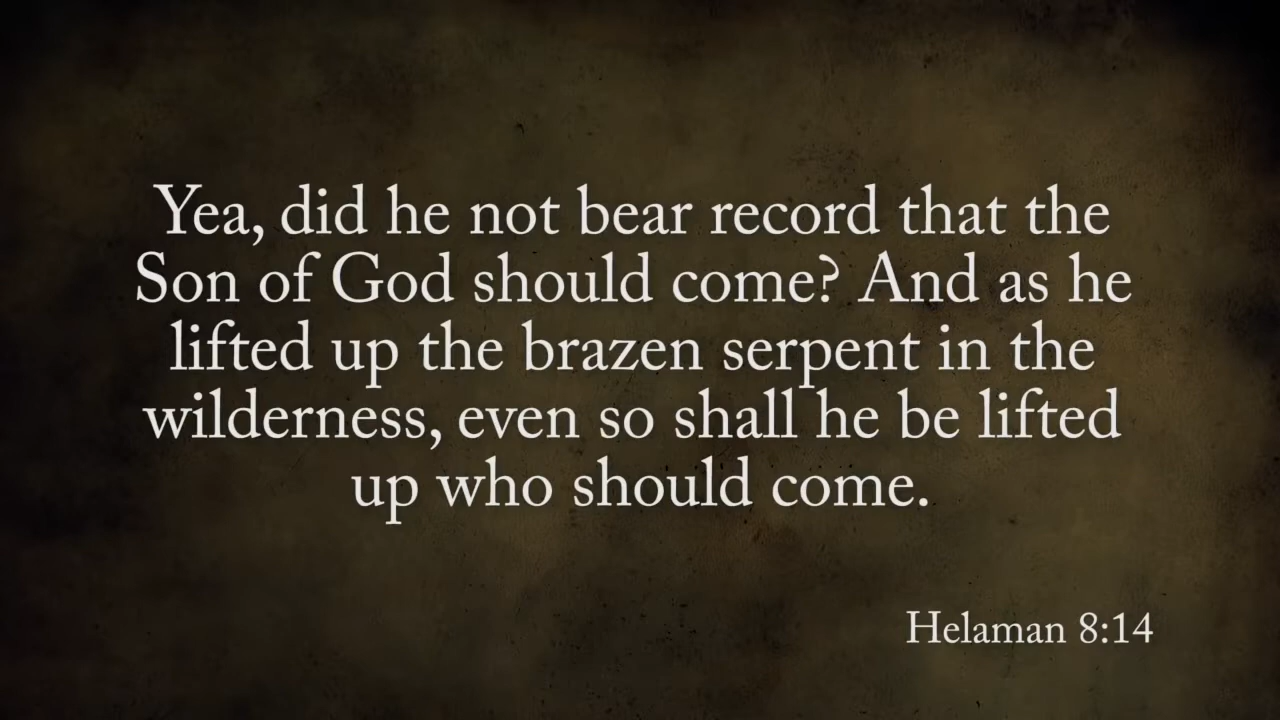 Yea, did he not bear record that the
Son of God should come? And as he
lifted up the brazen serpent in the
wilderness, even so shall he be lifted
up who should come.
Helaman 8:14